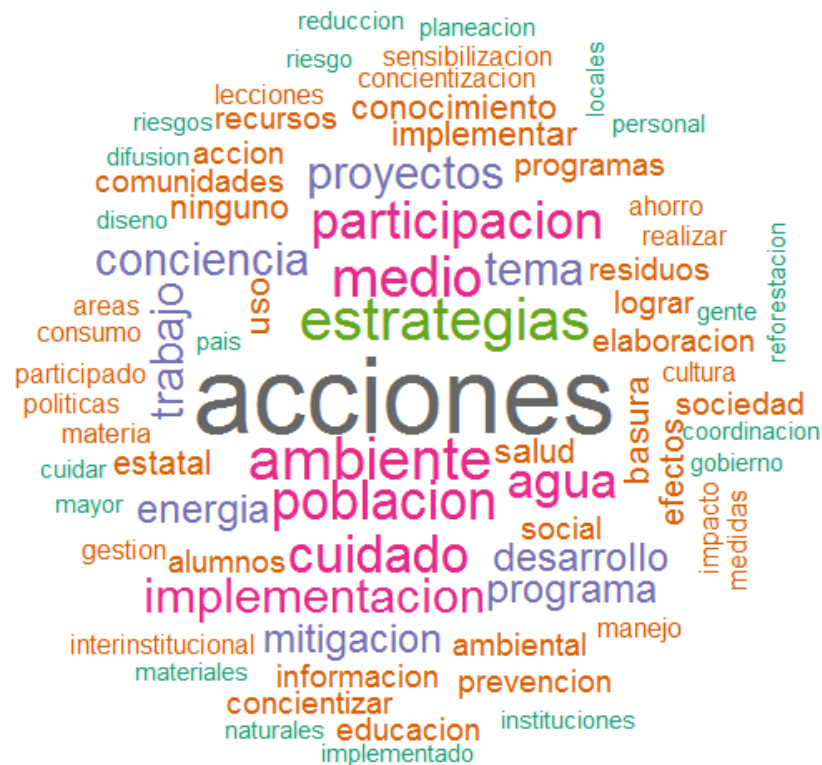 reduccion
planeacion
riesgo
sensibilizacion
concientizacion
locales
lecciones
conocimiento
riesgos
recursos
implementar
personal
difusion
accion
proyectos
programas
comunidades
ninguno
participacion
ahorro
diseno
realizar
conciencia
medio
tema
residuos
reforestacion
areas
uso
estrategias
lograr
gente
consumo
trabajo
pais
elaboracion
participado
acciones
cultura
politicas
basura
sociedad
materia
efectos
coordinacion
cuidar
estatal
ambiente
salud
gobierno
mayor
energia
poblacion
agua
impacto
medidas
gestion
alumnos
cuidado
social
desarrollo
implementacion
programa
interinstitucional
mitigacion
ambiental
manejo
materiales
informacion
prevencion
concientizar
naturales
educacion
instituciones
implementado